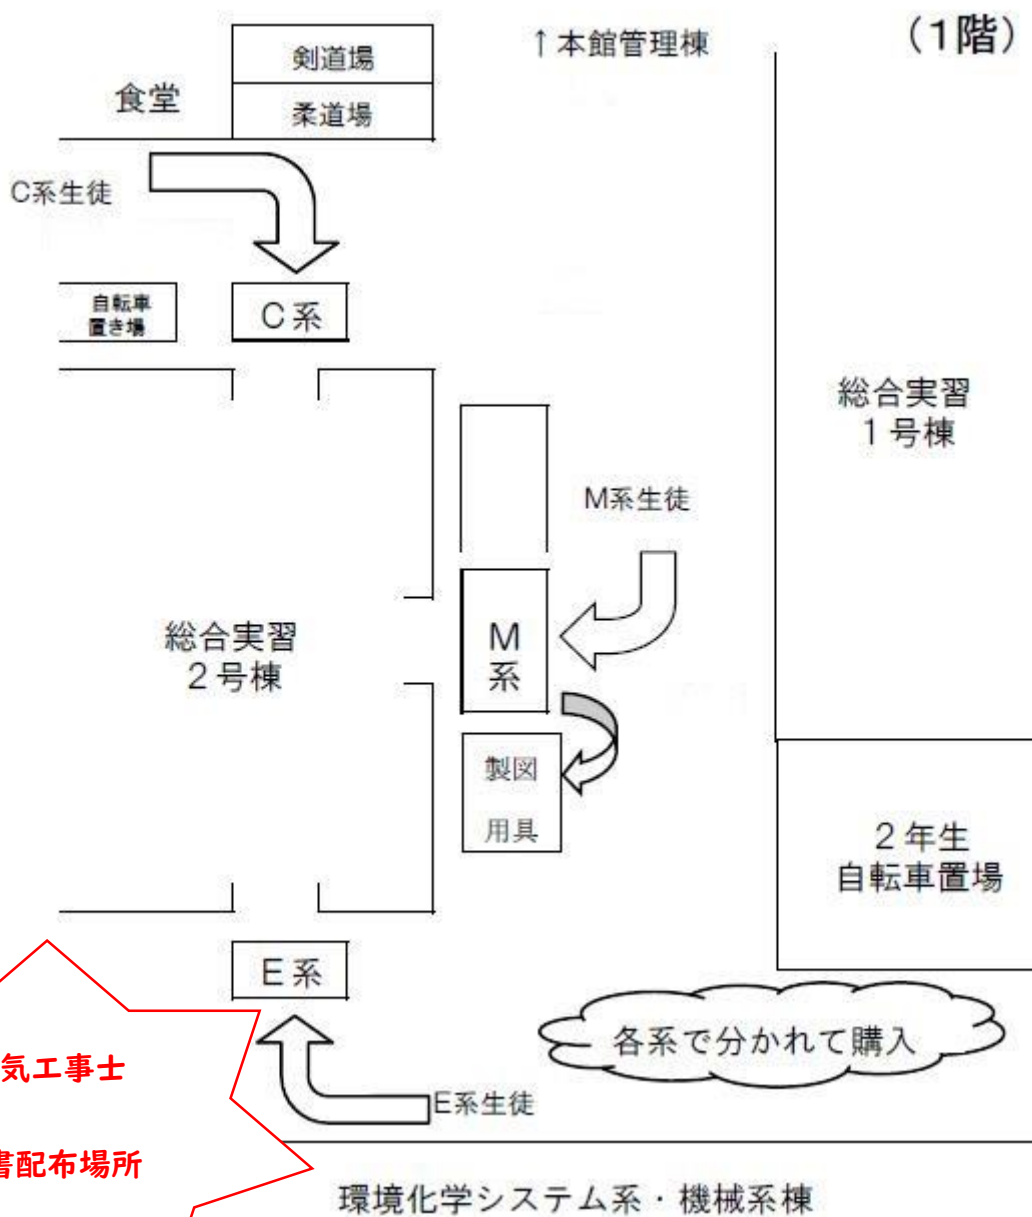 (1階)
↑本館管理棟
剣道場
食堂
柔道場
C系生徒
自転車
置き場
C系
総合実習
1号棟
M系生徒
総合実習
2号棟
M
系
製図
用具
2年生
自転車置場
E系
各系で分かれて購入
気工事士
E系生徒
書配布場所
環境化学システム系・機械系棟